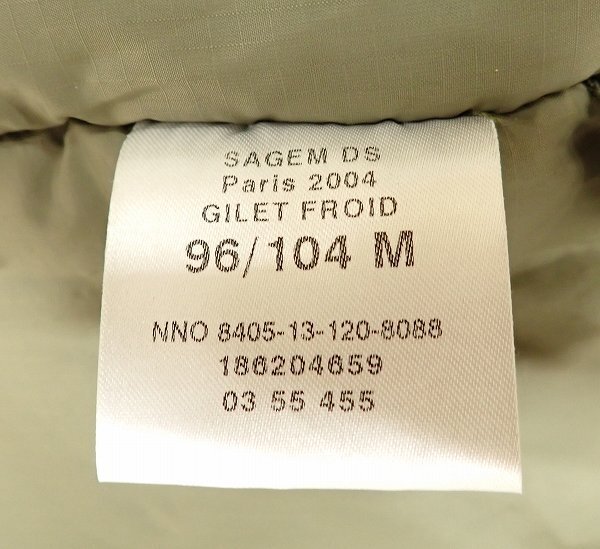 SAGEM DS
Paris 2004
GILET FROID
96/104 M
NNO 8405-13-120-8088
186204659
03 55 455